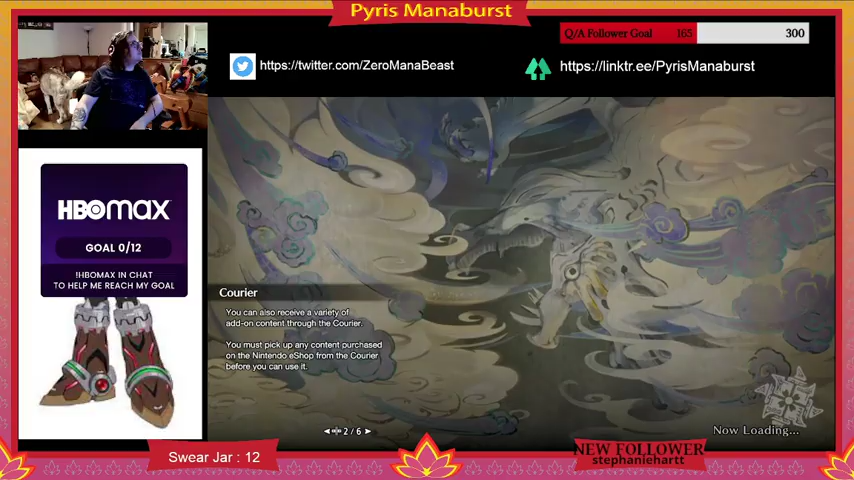 Pyris Manaburst
Q/A Follower Goal 165 300
https://twitter.com/ZeroManaBeast
https://linktr.ee/PyrisManaburst
HBOMAX
GOAL 0/12
!HBOMAX IN CHAT
TO HELP ME REACH MY GOAL
Courier
You can also receive a variety of
add-on content through the Courier.
You must pick up any content purchased
on the Nintendo eShop from the Courier
before you can use it.
2 / 6
Now Loading...
Swear Jar : 12
NEW FOLLOWER
stephaniehartt